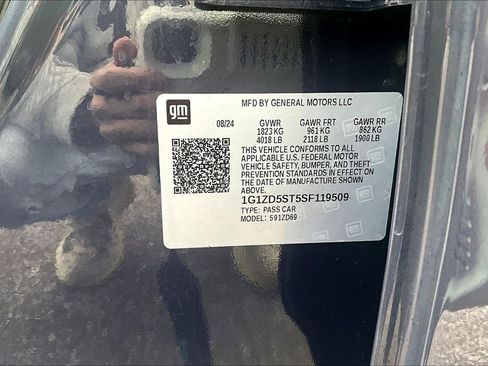 gm
MFD BY GENERAL MOTORS LLC
08/24 GVWR GAWR FRT GAWR RR
1823 KG 961 KG 862 KG
4018 LB 2118 LB 1900 LB
THIS VEHICLE CONFORMS TO ALL
APPLICABLE U.S. FEDERAL MOTOR
VEHICLE SAFETY, BUMPER, AND THEFT
PREVENTION STANDARDS IN EFFECT ON
THE DATE OF MANUFACTURE SHOWN
ABOVE.
1G1ZD5ST5SF119509
TYPE: PASS CAR
MODEL: 591ZD69